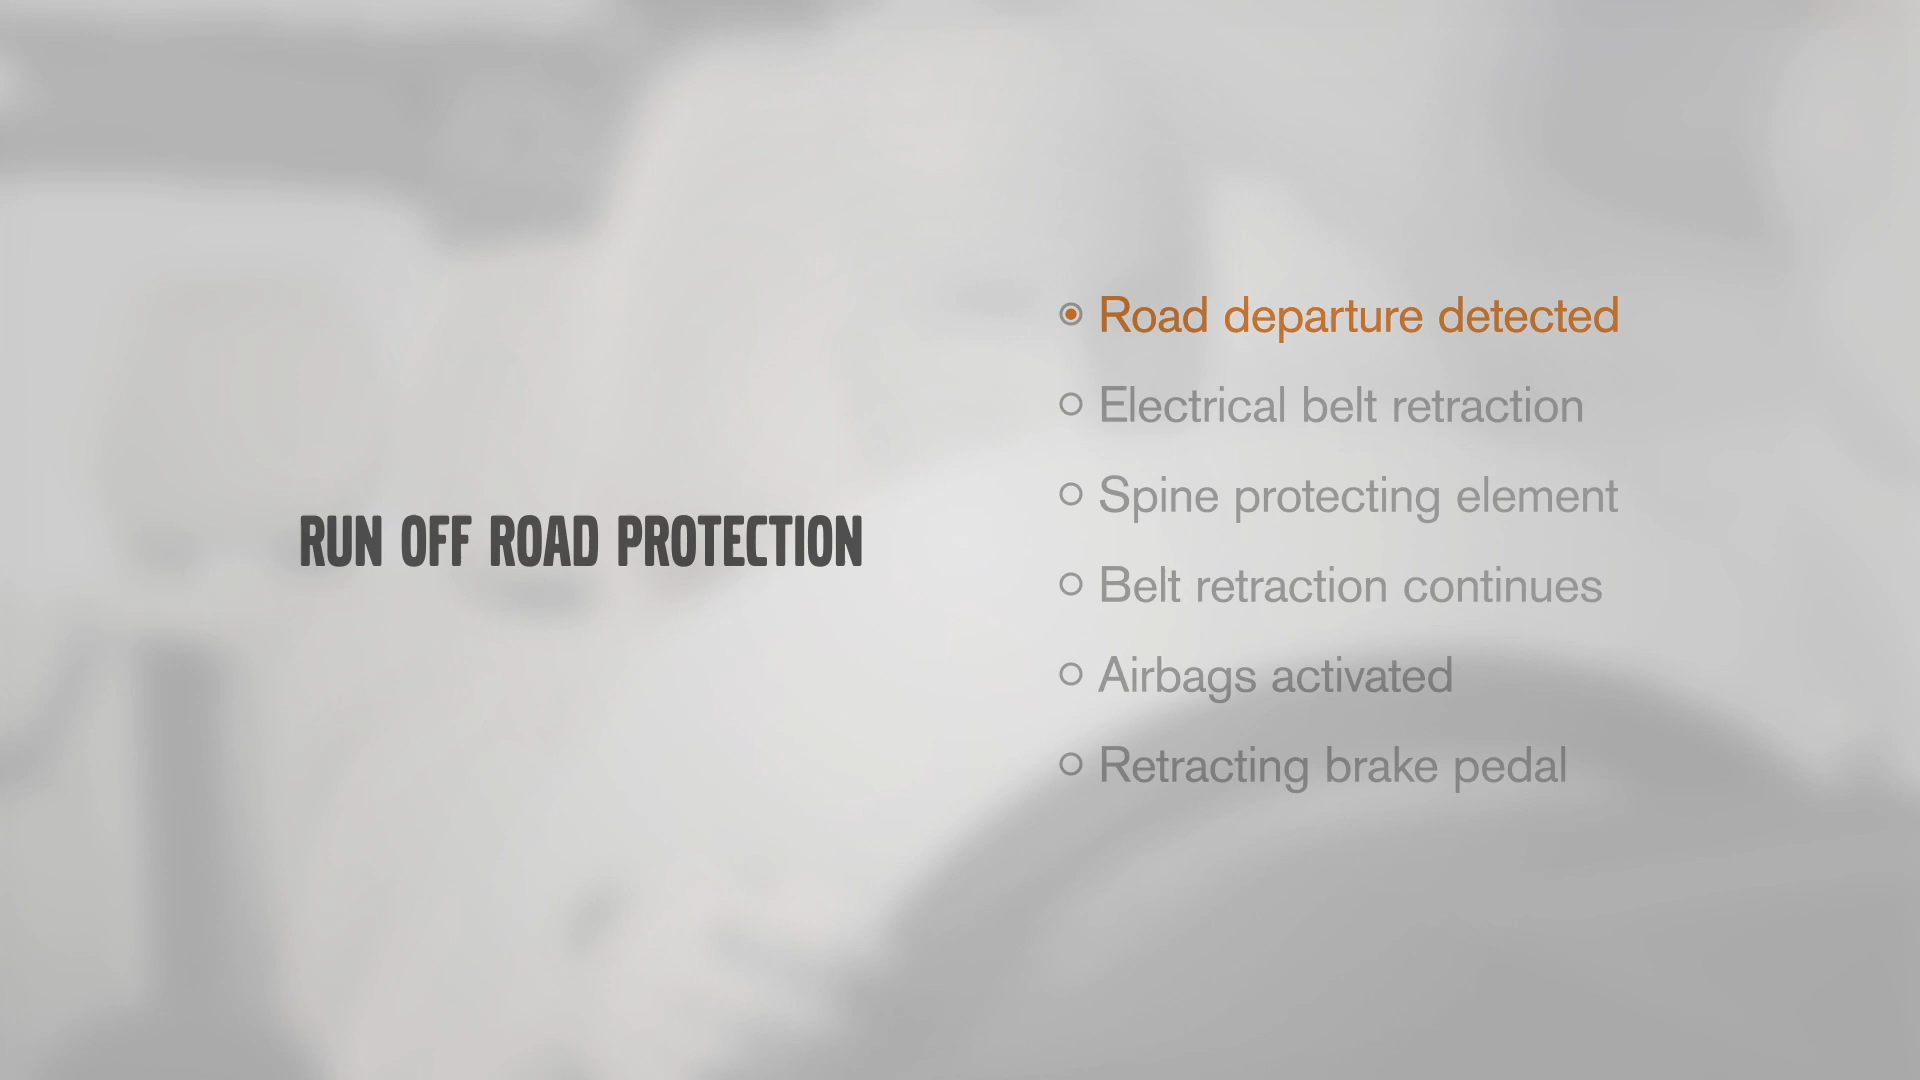 RUN OFF ROAD PROTECTION
Road departure detected
Electrical belt retraction
Spine protecting element
Belt retraction continues
Airbags activated
Retracting brake pedal